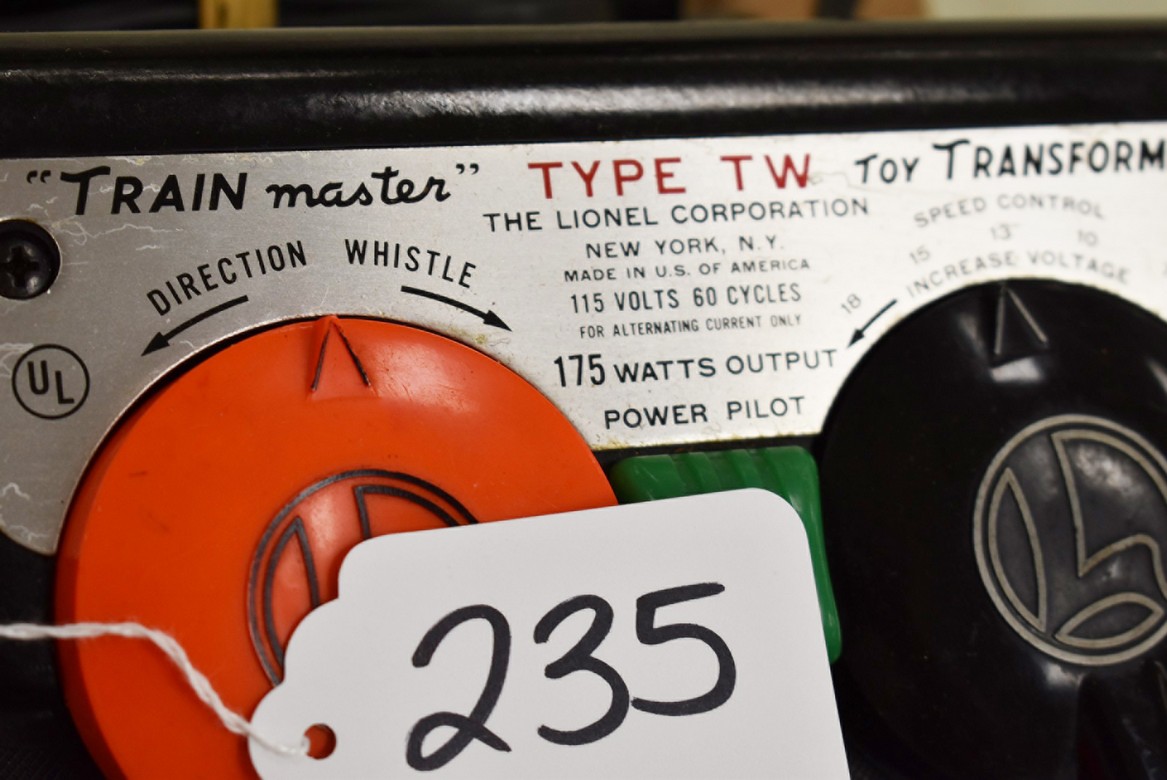 "TRAIN master"
TYPE TW
TOY TRANSFORM
THE LIONEL CORPORATION
NEW YORK, N.Y.
MADE IN U.S. OF AMERICA
115 VOLTS 60 CYCLES
FOR ALTERNATING CURRENT ONLY
175 WATTS OUTPUT
POWER PILOT
DIRECTION WHISTLE
UL
SPEED CONTROL
18 15 13 10
INCREASE VOLTAGE
L
235